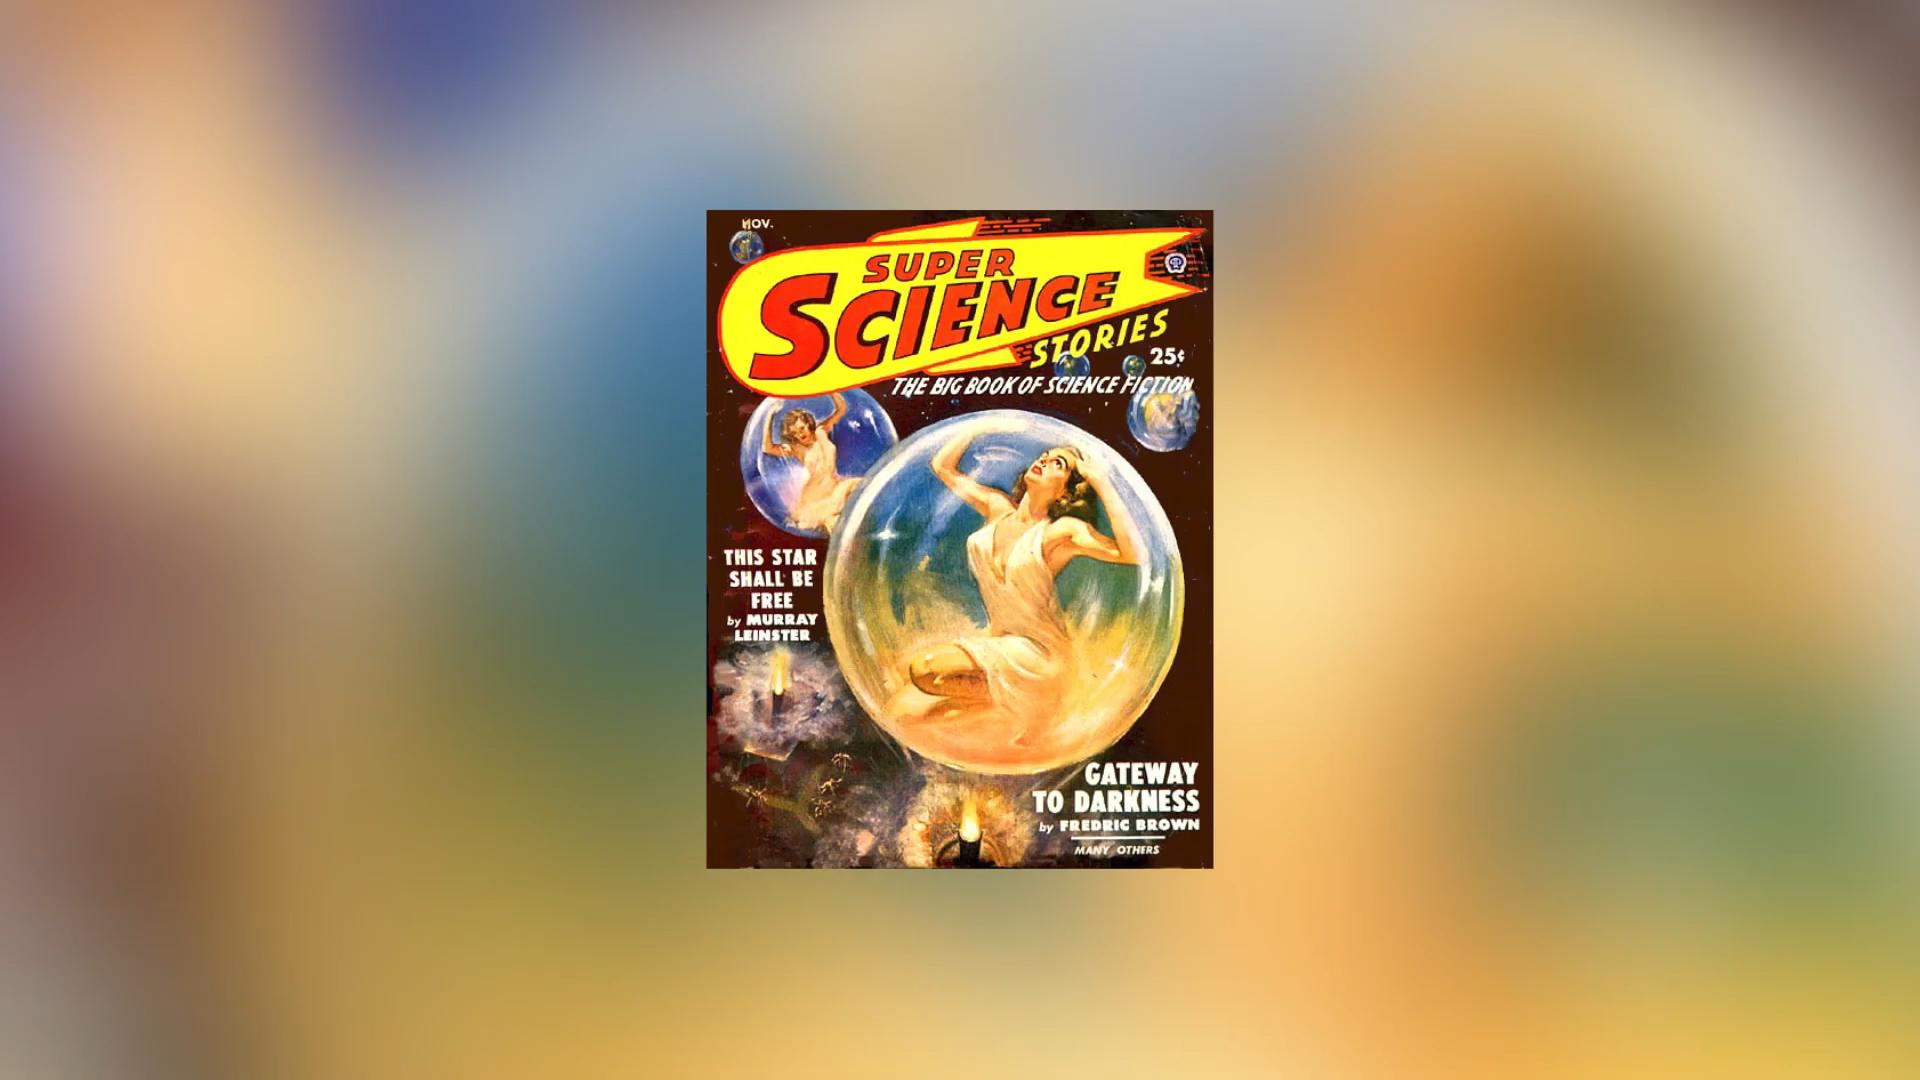 NOV.
SUPER
SCIENCE
STORIES
25¢
THE BIG BOOK OF SCIENCE FICTION
THIS STAR
SHALL BE
FREE
by MURRAY
LEINSTER
GATEWAY
TO DARKNESS
by FREDRIC BROWN
MANY OTHERS